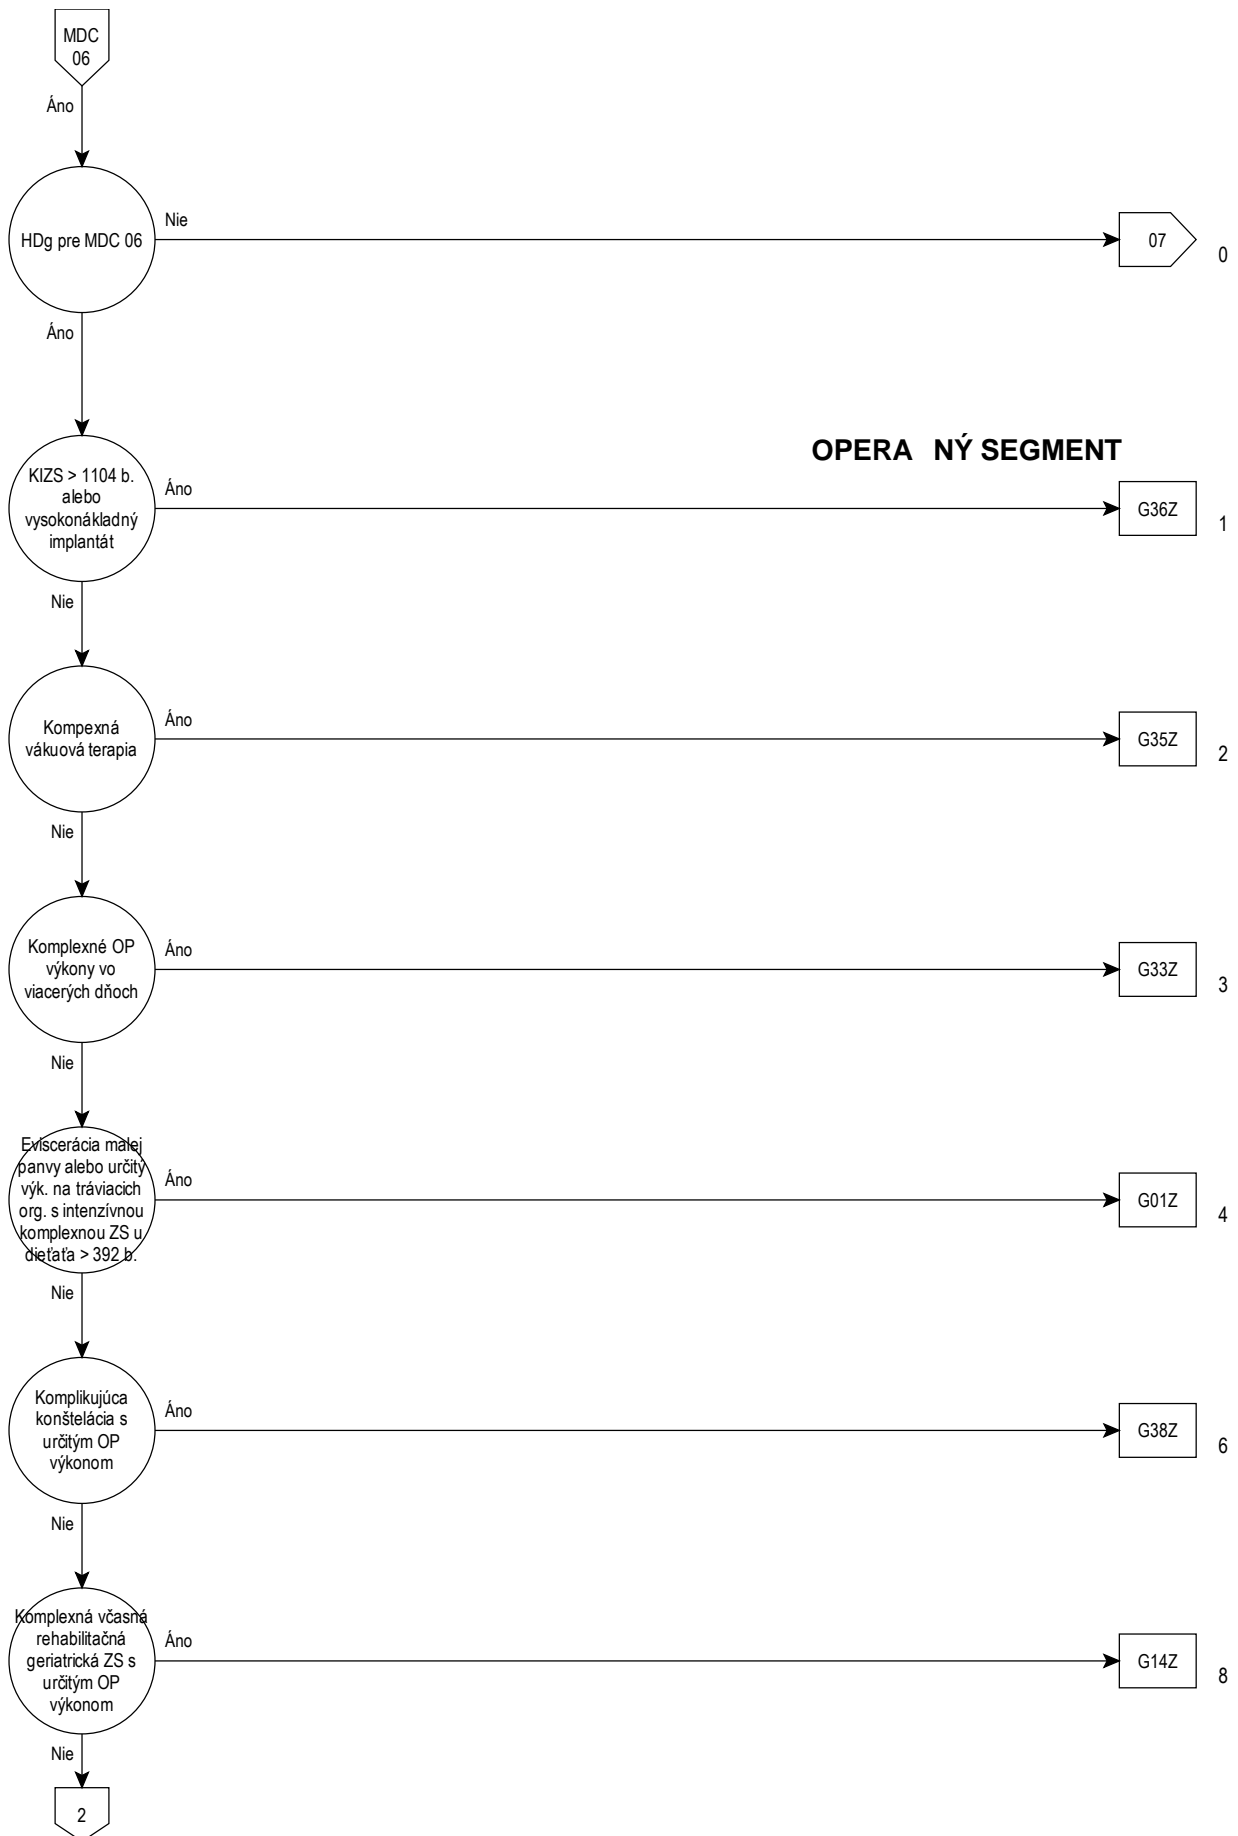 MDC
06
Áno
HDg pre MDC 06
Nie
07
0
Áno
OPERA NÝ SEGMENT
KIZS > 1104 b.
alebo
vysokonákladný
implantát
Áno
G36Z
1
Nie
Kompexná
vákuová terapia
Áno
G35Z
2
Nie
Komplexné OP
výkony vo
viacerých dňoch
Áno
G33Z
3
Nie
Eviscerácia malej
panvy alebo určitý
výk. na tráviacich
org. s intenzívnou
komplexnou ZS u
dieťaťa > 392 b.
Áno
G01Z
4
Nie
Komplikujúca
konštelácia s
určitým OP
výkonom
Áno
G38Z
6
Nie
Komplexná včasná
rehabilitačná
geriatrická ZS s
určitým OP
výkonom
Áno
G14Z
8
Nie
2